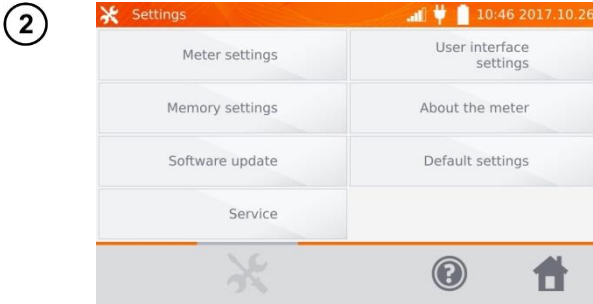 2
Settings
10:46 2017.10.26
Meter settings
User interface
settings
Memory settings
About the meter
Software update
Default settings
Service
?